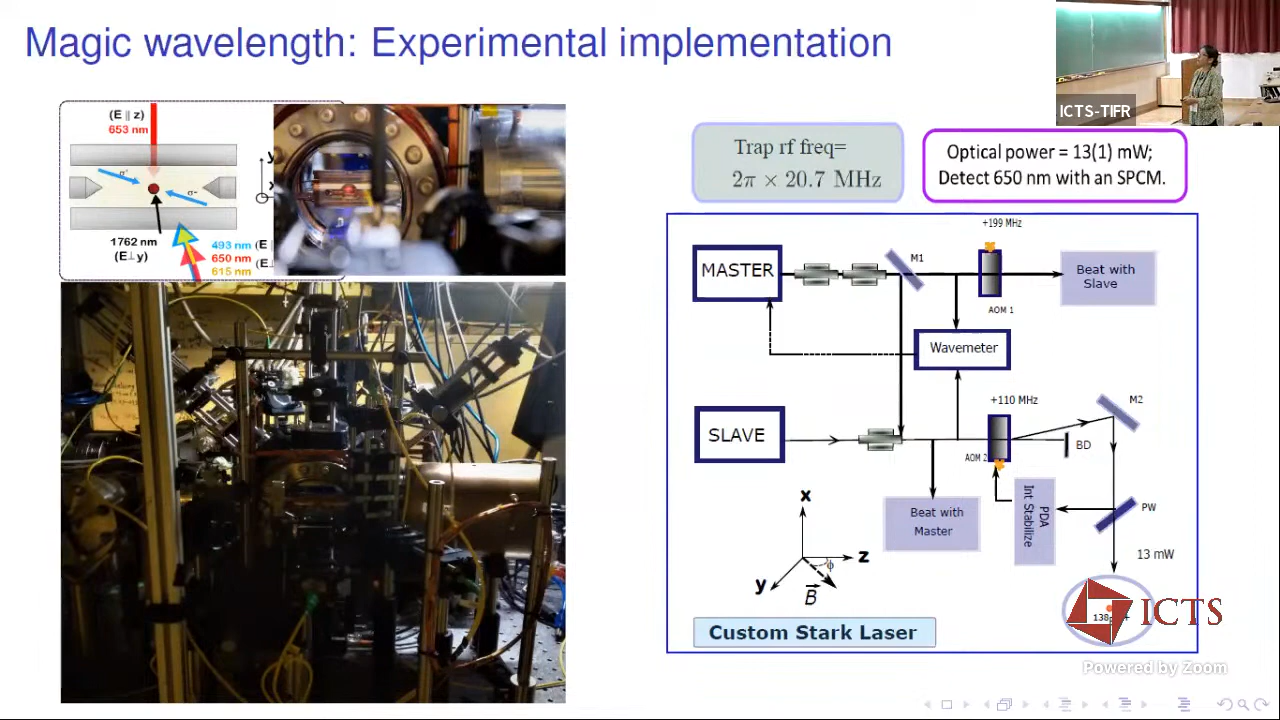 Magic wavelength: Experimental implementation
ICTS-TIFR
(E ∥ z)
653 nm
y
x
σ+
σ-
1762 nm
(E⊥y)
493 nm (E
650 nm
615 nm
Trap rf freq=
2π × 20.7 MHz
Optical power = 13(1) mW;
Detect 650 nm with an SPCM.
+199 MHz
MASTER
M1
AOM 1
Beat with
Slave
Wavemeter
SLAVE
+110 MHz
AOM 2
M2
BD
Beat with
Master
PDA
Int Stabilize
PW
13 mW
x
z
y
ϕ
B
138
+
ICTS
Custom Stark Laser
Powered by Zoom